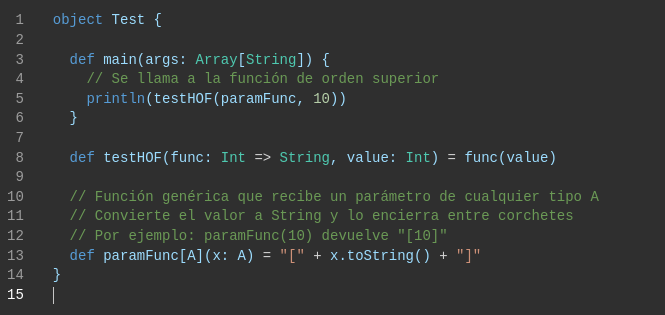 1 object Test {
2
3   def main(args: Array[String]) {
4     // Se llama a la función de orden superior
5     println(testHOF(paramFunc, 10))
6   }
7
8   def testHOF(func: Int => String, value: Int) = func(value)
9
10   // Función genérica que recibe un parámetro de cualquier tipo A
11   // Convierte el valor a String y lo encierra entre corchetes
12   // Por ejemplo: paramFunc(10) devuelve "[10]"
13   def paramFunc[A](x: A) = "[" + x.toString() + "]"
14 }
15